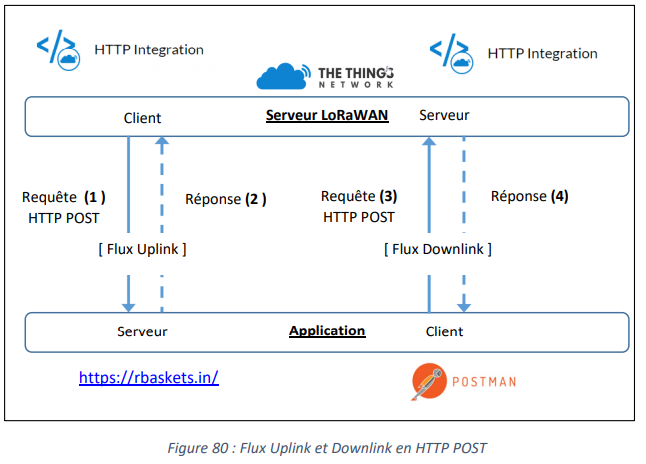 HTTP Integration
HTTP Integration
THE THINGS
NETWORK
Client
Serveur LoRaWAN
Serveur
Requête (1 )
HTTP POST
Réponse (2 )
Requête (3)
HTTP POST
Réponse (4)
[ Flux Uplink ]
[ Flux Downlink ]
Serveur
Application
Client
https://rbaskets.in/
POSTMAN
Figure 80 : Flux Uplink et Downlink en HTTP POST